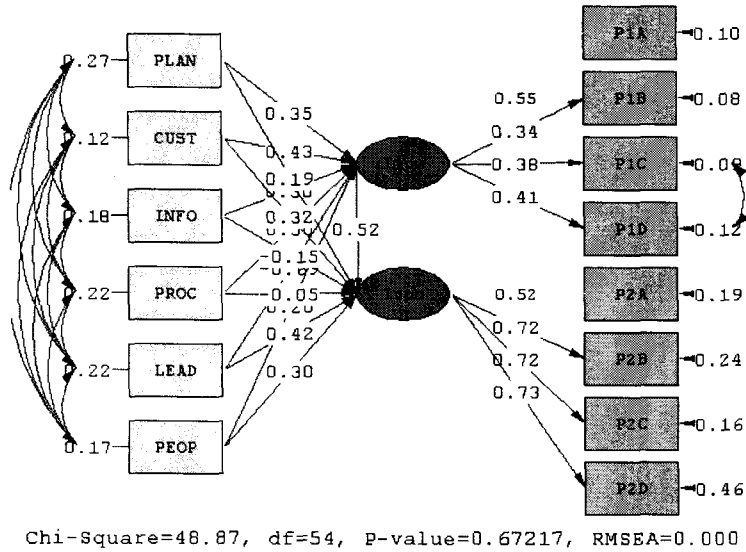 P1A 0.10
0.27 PLAN
0.55 P1B 0.08
0.35
0.34
0.12 CUST
0.43 0.38 P1C 0.09
0.19
0.41
0.18 INFO 0.32
0.52 P1D 0.12
0.15
0.22 PROC 0.05 0.52 P2A 0.19
0.72
0.42 P2B 0.24
0.22 LEAD 0.30 0.72
0.73
P2C 0.16
0.17 PEOP
P2D 0.46
Chi-Square=48.87, df=54, P-value=0.67217, RMSEA=0.000